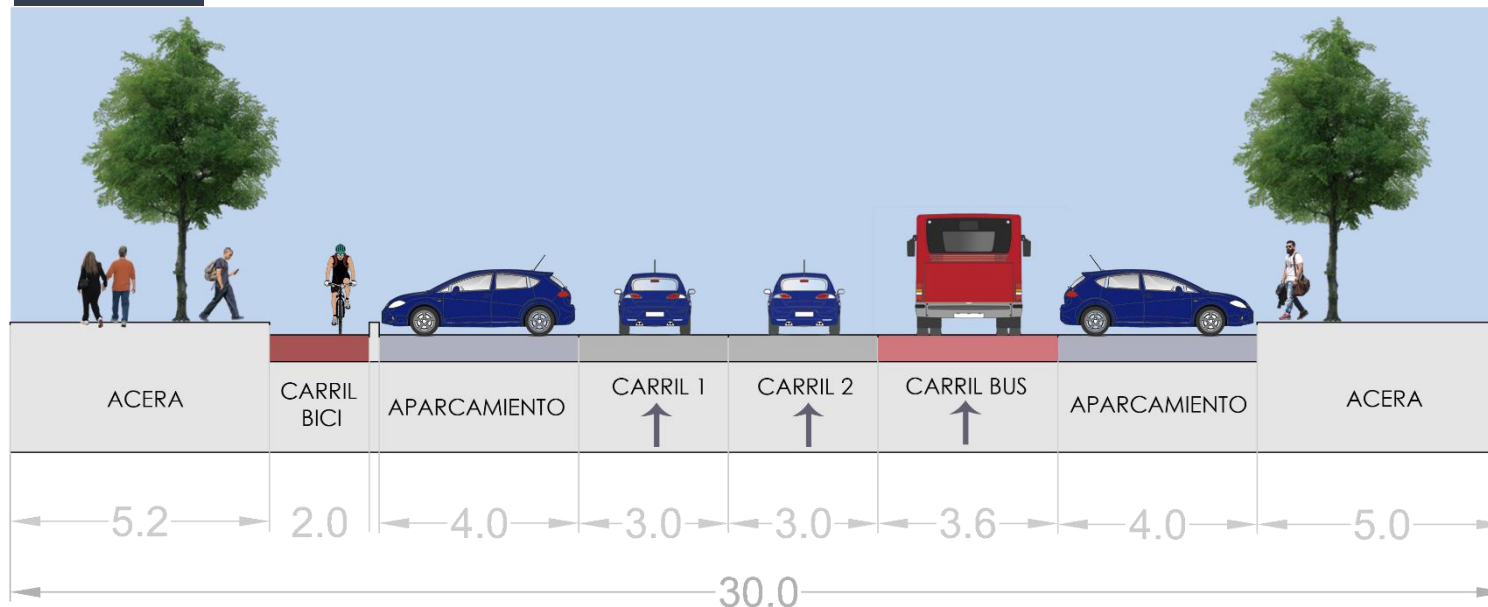 ACERA
CARRIL
BICI
APARCAMIENTO
CARRIL 1
CARRIL 2
CARRIL BUS
APARCAMIENTO
ACERA
5.2
2.0
4.0
3.0
3.0
3.6
4.0
5.0
30.0